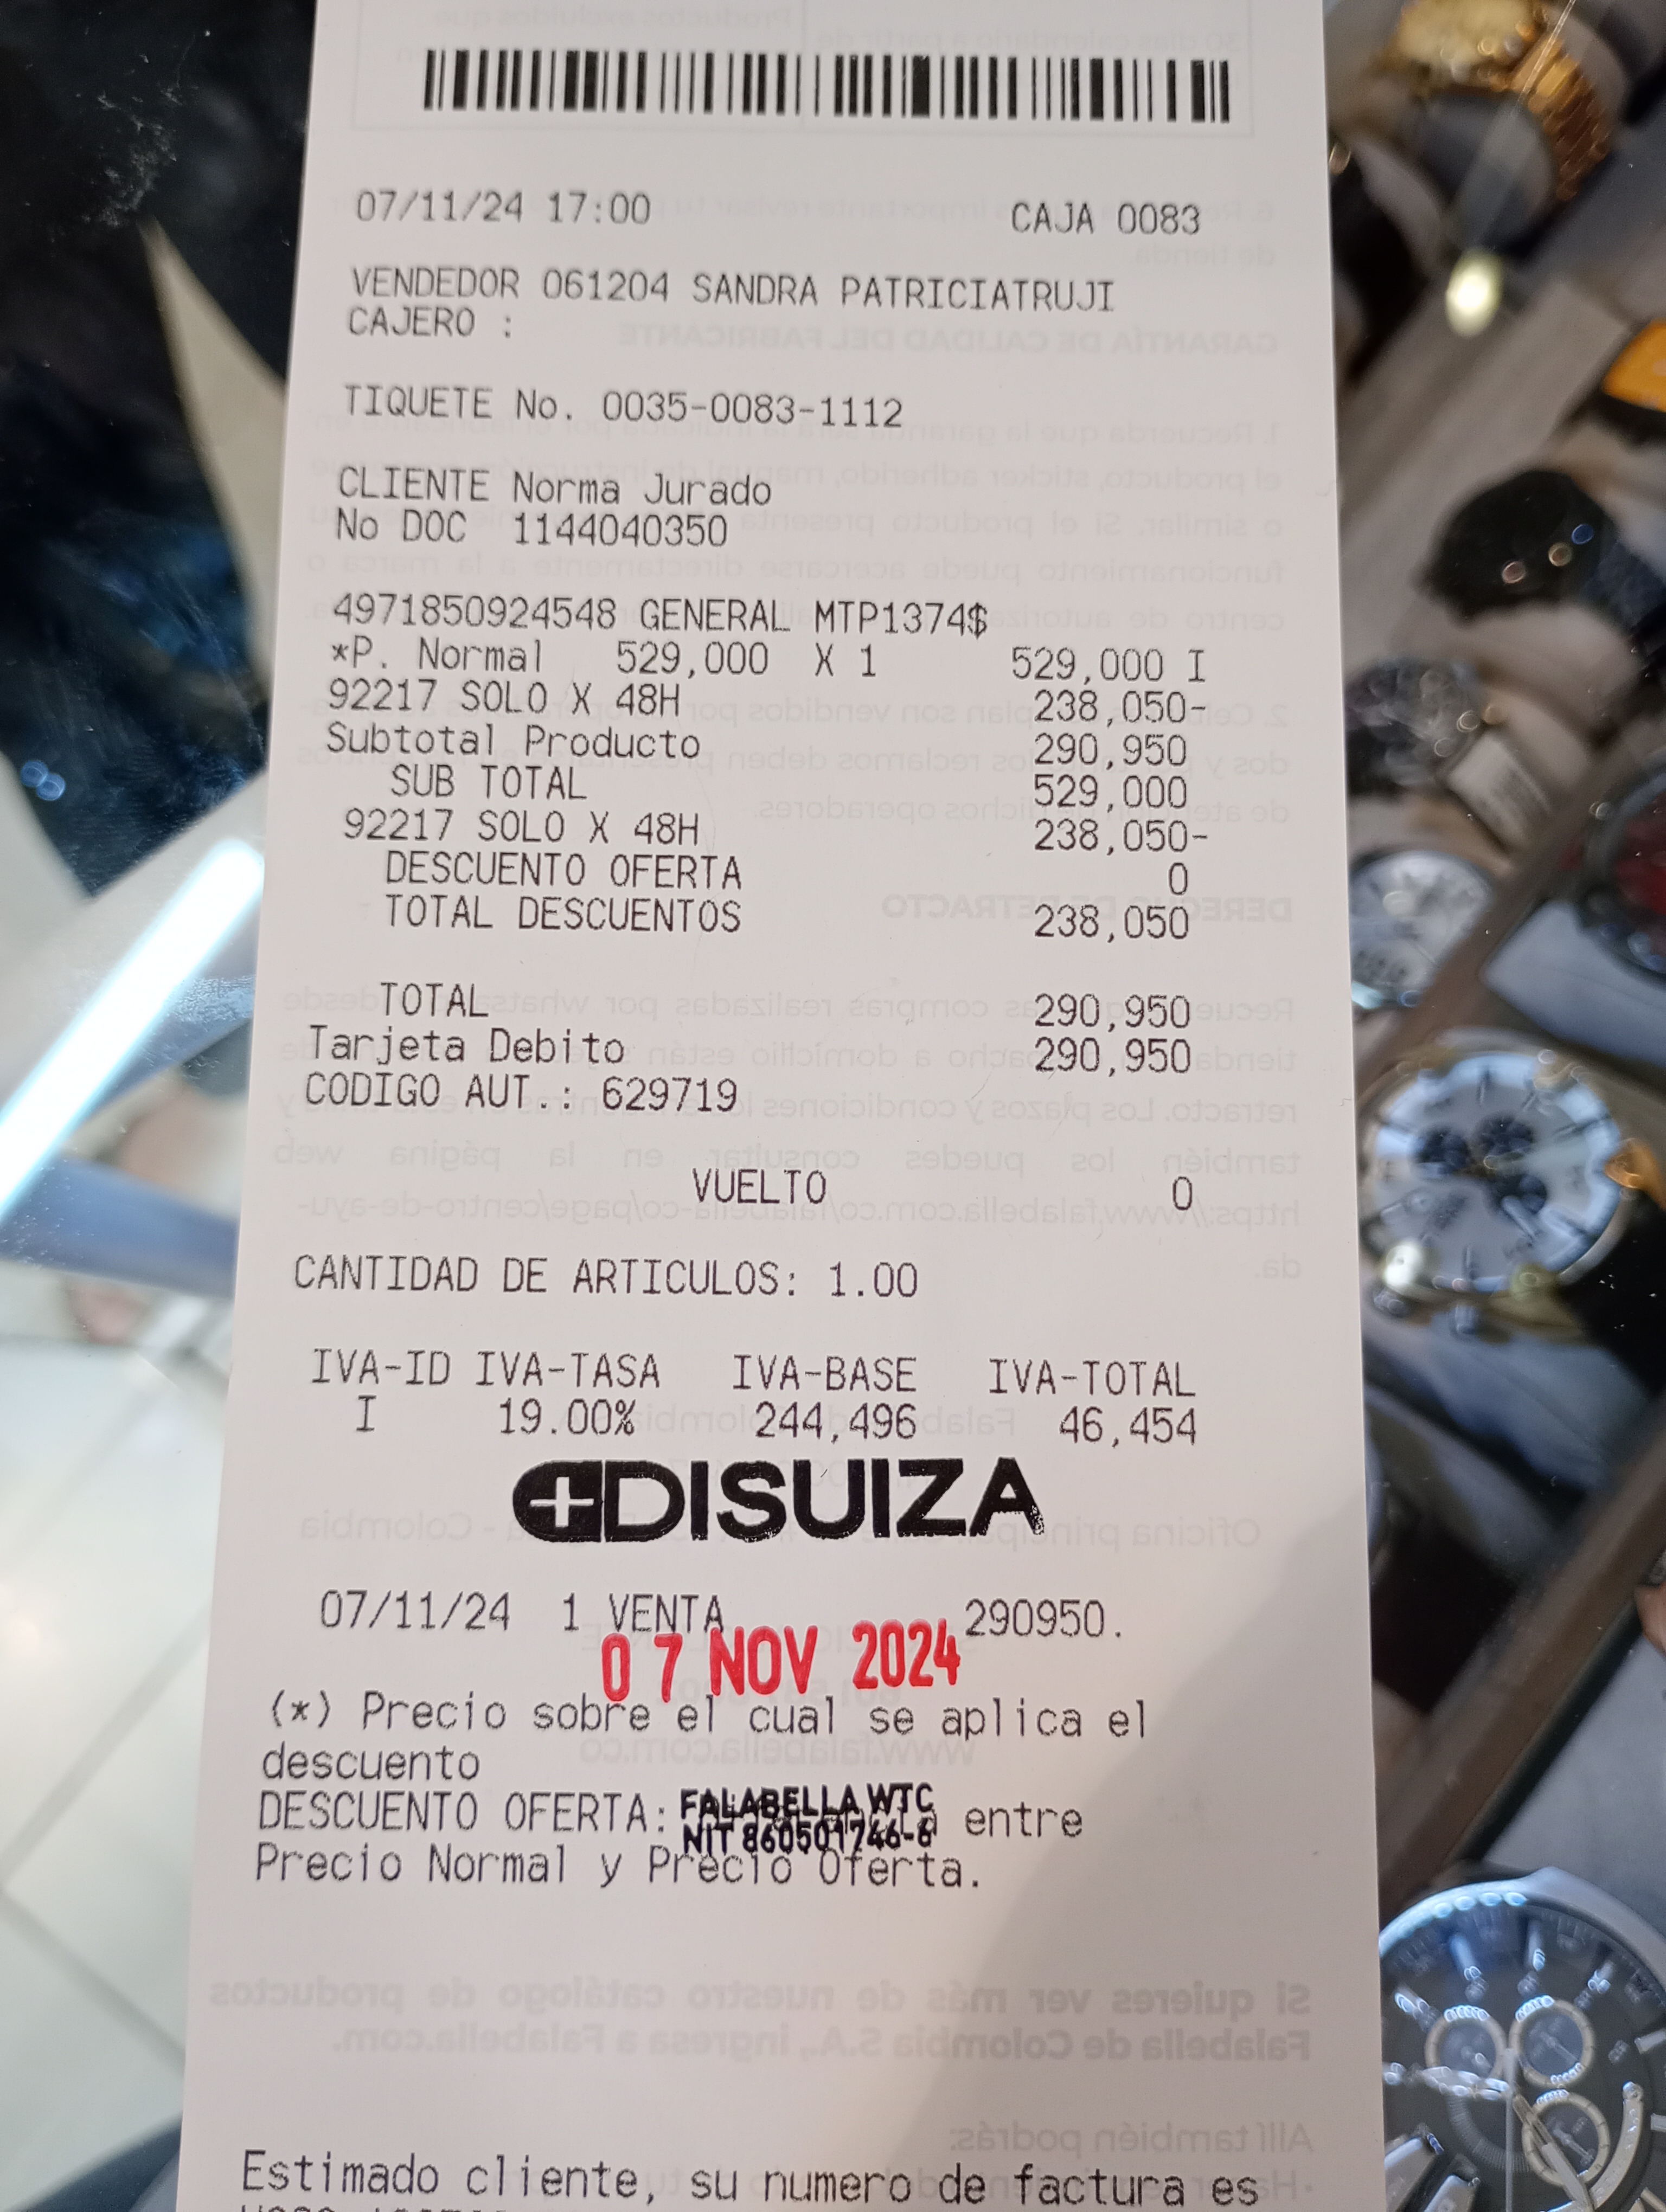 07/11/24 17:00 CAJA 0083
VENDEDOR 061204 SANDRA PATRICIATRUJI
CAJERO :
TIQUETE No. 0035-0083-1112
CLIENTE Norma Jurado
No DOC 1144040350
4971850924548 GENERAL MTP1374$
*P. Normal 529,000 X 1 529,000 I
92217 SOLO X 48H 238,050-
Subtotal Producto 290,950
SUB TOTAL 529,000
92217 SOLO X 48H 238,050-
DESCUENTO OFERTA 0
TOTAL DESCUENTOS 238,050
TOTAL 290,950
Tarjeta Debito 290,950
CODIGO AUT.: 629719
VUELTO 0
CANTIDAD DE ARTICULOS: 1.00
IVA-ID IVA-TASA IVA-BASE IVA-TOTAL
I 19.00% 244,496 46,454
DISUIZA
07/11/24 1 VENTA 290950.
07 NOV 2024
(*) Precio sobre el cual se aplica el
descuento
DESCUENTO OFERTA: entre
FALABELLA WTC
NIT 860501746-6
Precio Normal y Precio Oferta.
Estimado cliente, su numero de factura es